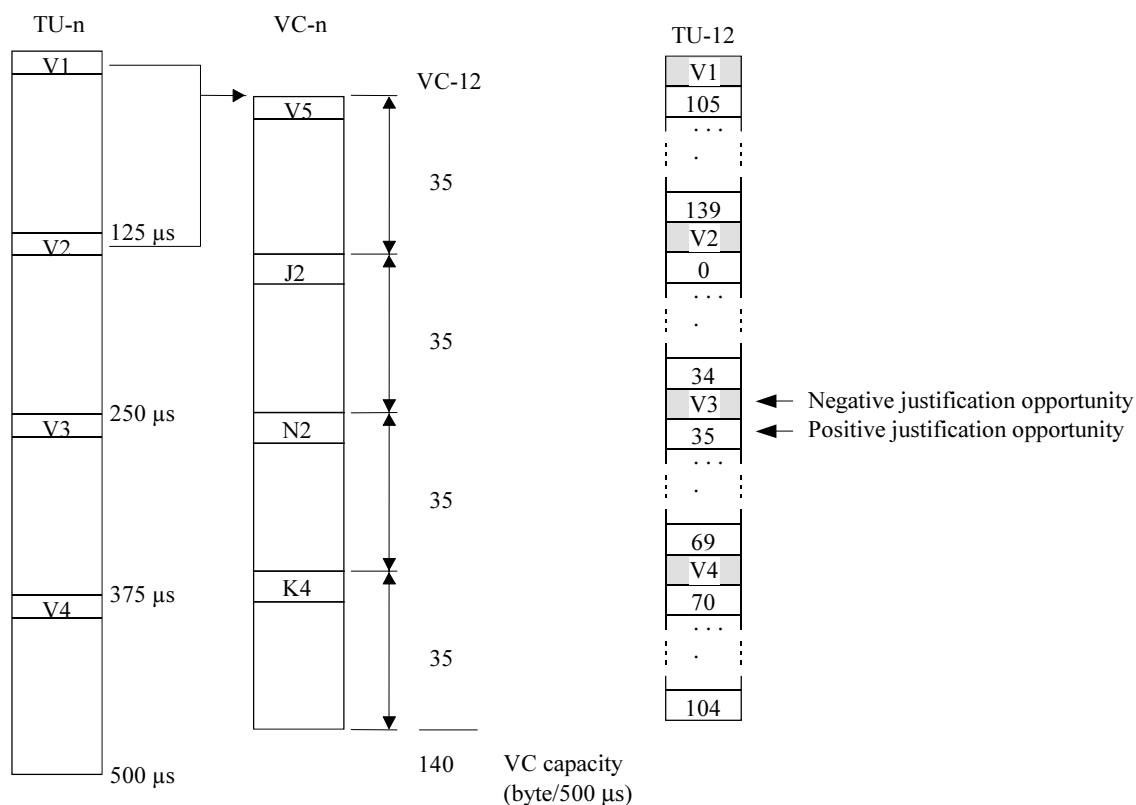 TU-n
V1
125 µs
V2
250 µs
V3
375 µs
V4
500 µs
VC-n
V5
J2
N2
K4
VC-12
35
35
35
35
140
VC capacity
(byte/500 µs)
TU-12
V1
105
. . .
.
139
V2
0
. . .
.
34
V3
35
. . .
.
69
V4
70
. . .
.
104
Negative justification opportunity
Positive justification opportunity